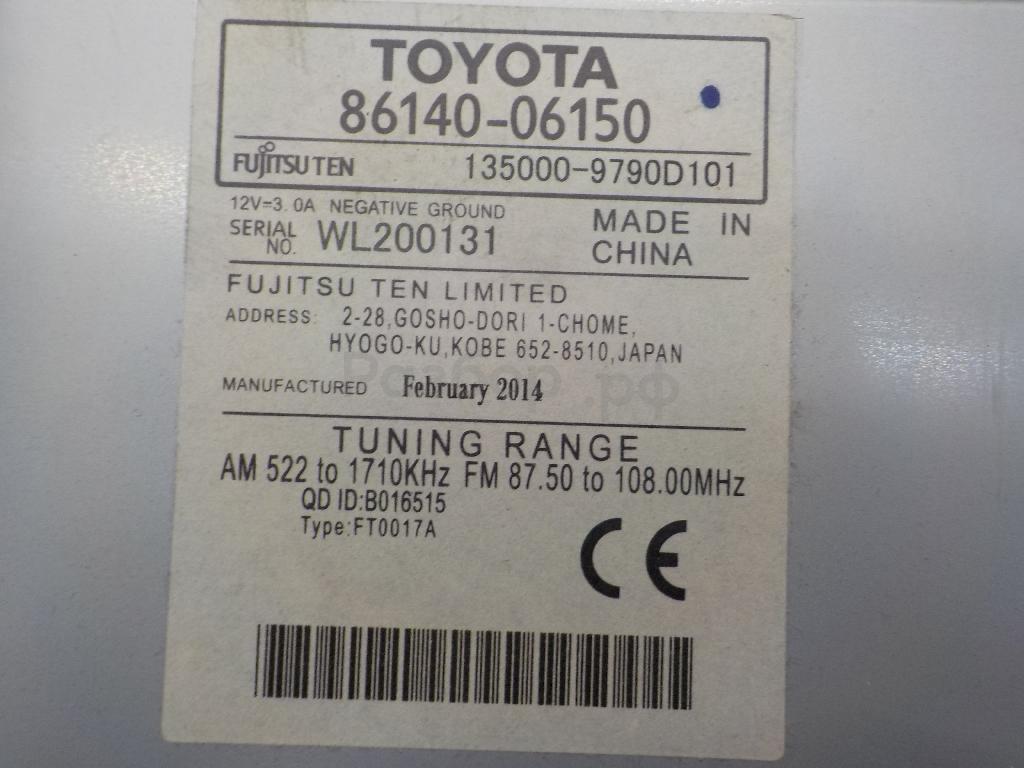 TOYOTA
86140-06150
FUJITSU TEN 135000-9790D101
12V=3.0A NEGATIVE GROUND
SERIAL NO. WL200131
MADE IN CHINA
FUJITSU TEN LIMITED
ADDRESS: 2-28,GOSHO-DORI 1-CHOME,
HYOGO-KU,KOBE 652-8510,JAPAN
Разбор.рф
MANUFACTURED February 2014
TUNING RANGE
AM 522 to 1710KHz FM 87.50 to 108.00MHz
QD ID:B016515
Type:FT0017A
CE